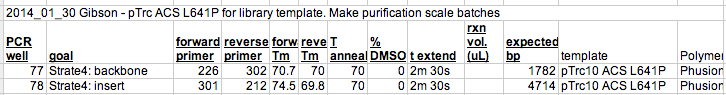 2014_01_30 Gibson - pTrc ACS L641P for library template. Make purification scale batches
PCR well goal forward primer reverse primer forw Tm reve Tm T anneal % DMSO t extend rxn vol. (uL) expected bp template Polymer
77 Strate4: backbone 226 302 70.7 70 70 0 2m 30s 1782 pTrc10 ACS L641P Phusion
78 Strate4: insert 301 212 74.5 69.8 70 0 2m 30s 4714 pTrc10 ACS L641P Phusion